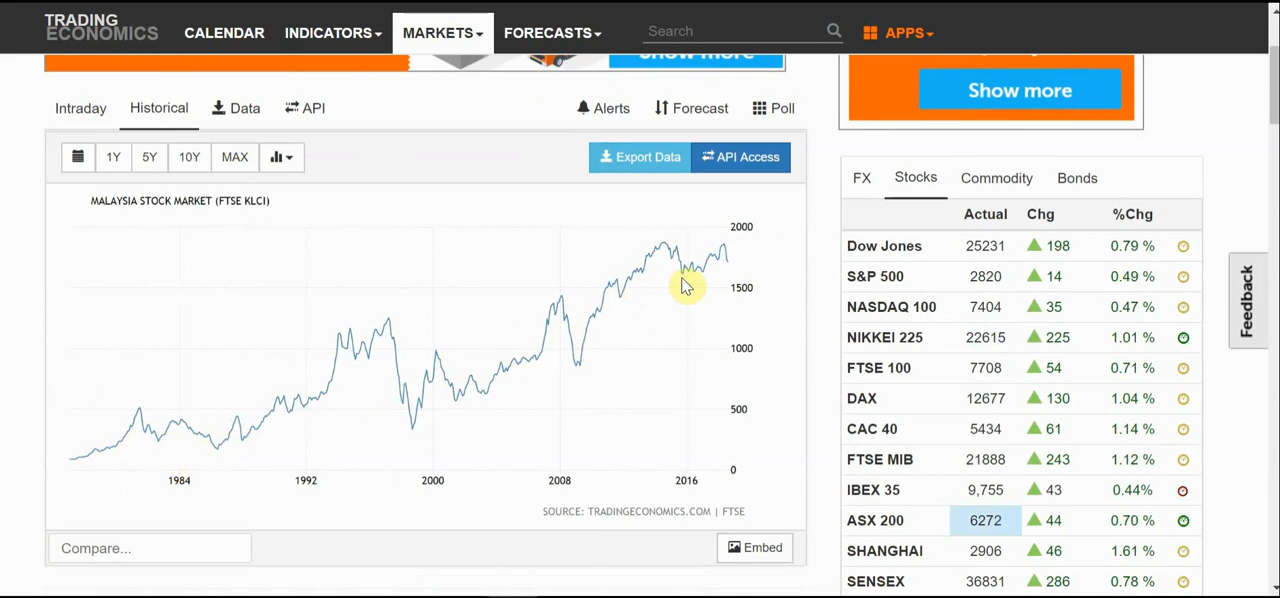 TRADING
ECONOMICS
CALENDAR INDICATORS MARKETS FORECASTS Search APPS
Show more
Show more
Intraday Historical Data API Alerts Forecast Poll
1Y 5Y 10Y MAX Export Data API Access
MALAYSIA STOCK MARKET (FTSE KLCI)
2000
1500
1000
500
0
1984 1992 2000 2008 2016
SOURCE: TRADINGECONOMICS.COM | FTSE
Compare... Embed
FX Stocks Commodity Bonds
Actual Chg %Chg
Dow Jones 25231 198 0.79 %
S&P 500 2820 14 0.49 %
NASDAQ 100 7404 35 0.47 %
NIKKEI 225 22615 225 1.01 %
FTSE 100 7708 54 0.71 %
DAX 12677 130 1.04 %
CAC 40 5434 61 1.14 %
FTSE MIB 21888 243 1.12 %
IBEX 35 9,755 43 0.44%
ASX 200 6272 44 0.70 %
SHANGHAI 2906 46 1.61 %
SENSEX 36831 286 0.78 %
Feedback